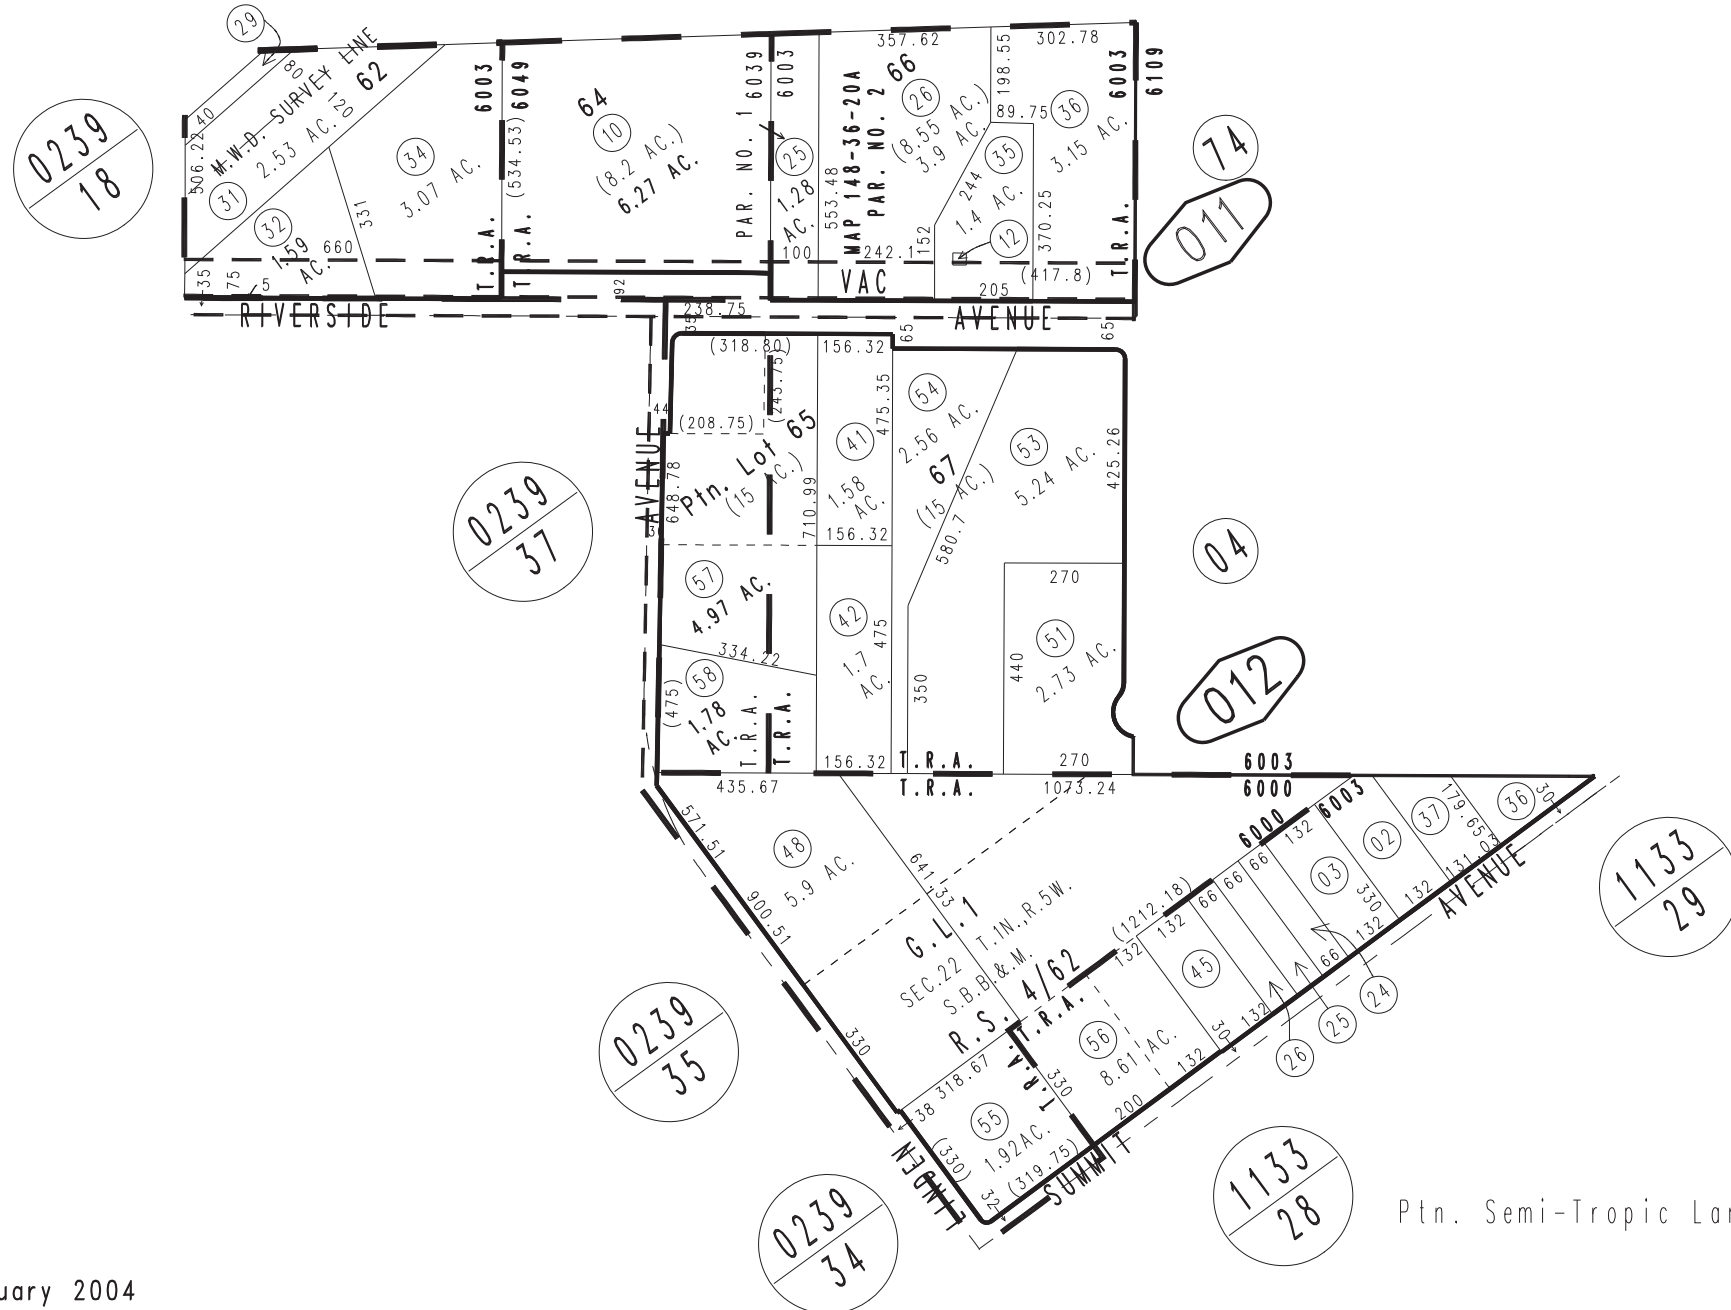 29
M.W.D. SURVEY LINE
62
80
120
40
506.22
2.53 AC.
31
0239
18
34
3.07 AC.
32
1.59
AC.
331
660
35
75
5
6003
T.R.A.
6049
T.R.A.
(534.53)
64
10
(8.2 AC.)
6.27 AC.
PAR. NO. 1
6039
6003
25
1.28
AC.
100
553.48
MAP 148-36-20A
PAR. NO. 2
357.62
66
26
(8.55 AC.)
3.9 AC.
242.1
198.55
302.78
89.75
36
3.15 AC.
35
244
1.4 AC.
12
152
370.25
(417.8)
205
6003
T.R.A.
6109
74
011
VAC
92
RIVERSIDE
AVENUE
238.75
35
65
65
(318.80)
156.32
(243.75)
44
(208.75)
AVENUE
648.78
Ptn. Lot 65
(15 AC.)
710.99
41
475.35
1.58
AC.
156.32
54
2.56 AC.
67
(15 AC.)
580.7
53
5.24 AC.
425.26
0239
37
04
57
4.97 AC.
334.22
58
1.78
AC.
(475)
T.R.A.
T.R.A.
42
475
1.7
AC.
156.32
350
440
270
51
2.73 AC.
270
012
T.R.A.
T.R.A.
6003
6000
435.67
1073.24
571.51
48
5.9 AC.
641.33
900.51
G.L.1
SEC.22 T.1N.,R.5W.
S.B.B.&M.
R.S. 4/62
(1212.18)
6000
6003
132
66
66
66
132
132
03
02
37
179.65
36
30
131.03
132
330
132
66
AVENUE
45
132
30
132
24
25
26
1133
29
330
38
318.67
T.R.A.
T.R.A.
330
56
8.61 AC.
200
55
1.92AC.
(330)
(319.75)
32
LINDEN
SUMMIT
0239
35
0239
34
1133
28
Ptn. Semi-Tropic
2004